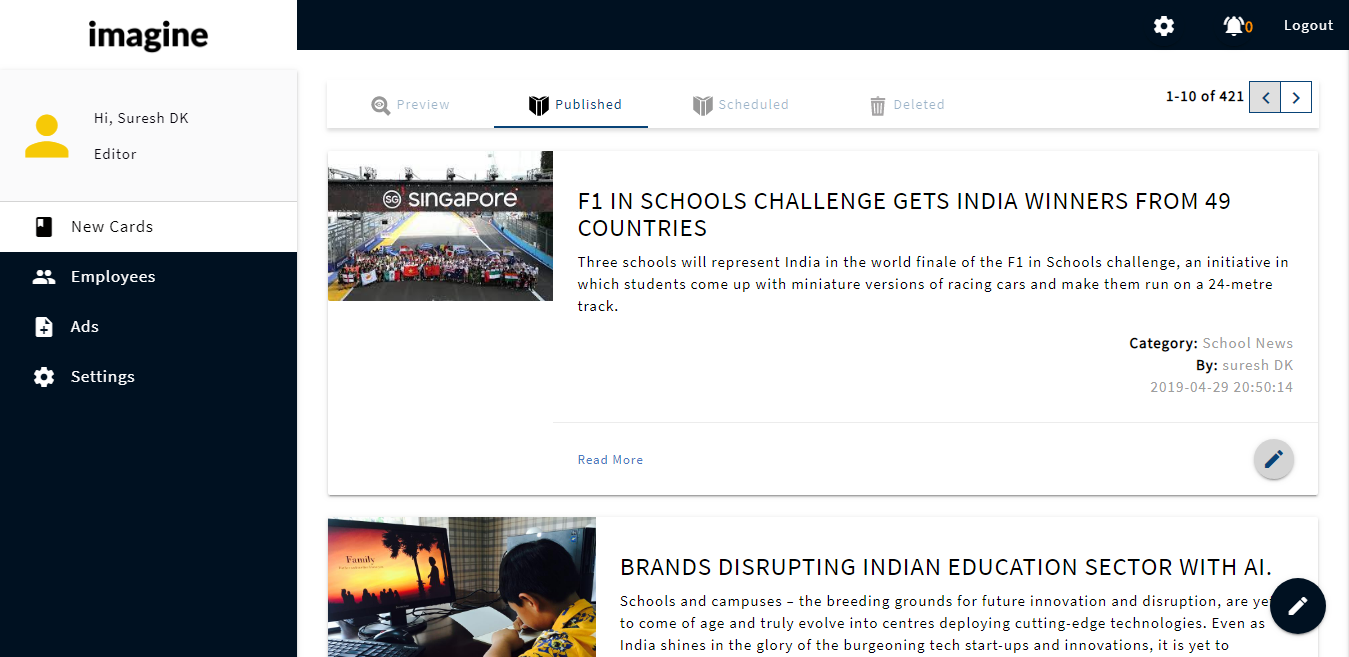 imagine
0
Logout
Hi, Suresh DK
Editor
New Cards
Employees
Ads
Settings
Preview
Published
Scheduled
Deleted
1-10 of 421
SG SINGAPORE
F1 IN SCHOOLS CHALLENGE GETS INDIA WINNERS FROM 49
COUNTRIES
Three schools will represent India in the world finale of the F1 in Schools challenge, an initiative in
which students come up with miniature versions of racing cars and make them run on a 24-metre
track.
Category: School News
By: suresh DK
2019-04-29 20:50:14
Read More
Family
BRANDS DISRUPTING INDIAN EDUCATION SECTOR WITH AI.
Schools and campuses – the breeding grounds for future innovation and disruption, are yet
to come of age and truly evolve into centres deploying cutting-edge technologies. Even as
India shines in the glory of the burgeoning tech start-ups and innovations, it is yet to